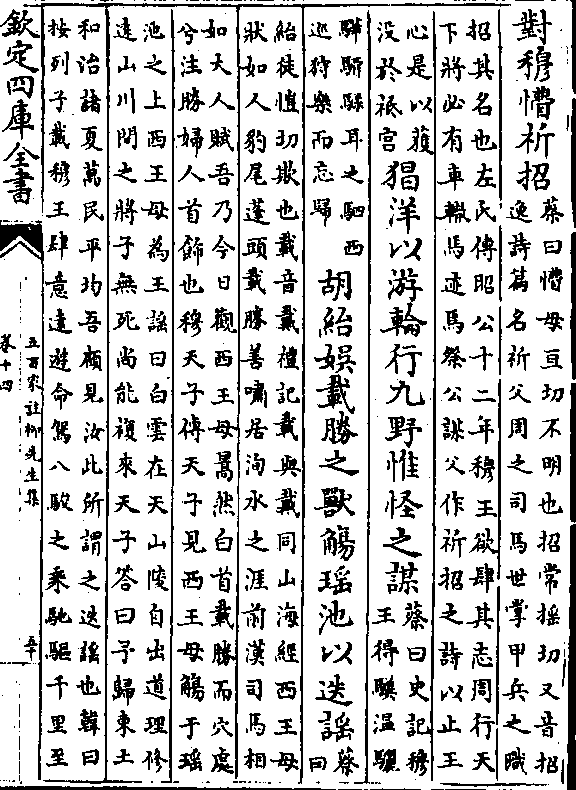 對穆懵祈招
蔡曰懵母亘切不明也招常揺切又音招
逸詩篇名祈父周之司馬世掌甲兵之職
招其名也左氏傳昭公十二年穆王欲肆其志周行天
下將必有車轍馬迹馬祭公謀父作祈招之詩以止王
心是以獲
没於祗宫
猖洋以游輪行九野惟怪之謀
蔡曰史記穆
王得驥温驪
驊騮騄耳之駟西
廵狩樂而忘歸
胡紿娯載勝之獸觴瑶池以迭謡
蔡曰
紿徒愷切欺也載音戴禮記載與戴同山海經西王母
狀如人豹尾蓬頭戴勝善嘯居洵水之涯前漢司馬相
如大人賦吾乃今日觀西王母暠然白首戴勝而穴處
兮注勝婦人首飾也穆天子傳天子見西王母觴于瑶
池之上西王母為王謡曰白雲在天山陵自出道理修
逺山川間之將子無死尚能複來天子答曰予歸東土
和治諸夏萬民平均吾顧見汝此所謂之迭謡也韓曰
按列子載穆王肆意逺遊命駕八駿之乘馳驅千里至
欽定四庫全書
五百家註柳先生集
卷十四
五十